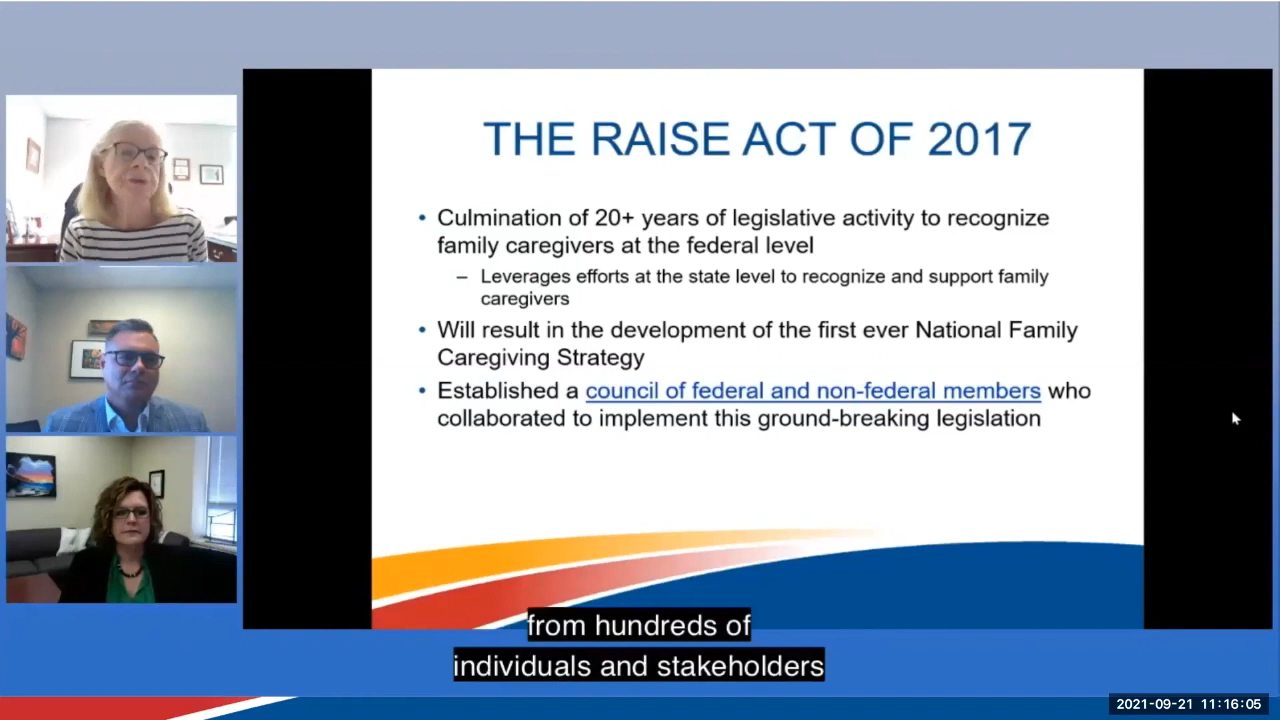 THE RAISE ACT OF 2017
• Culmination of 20+ years of legislative activity to recognize
family caregivers at the federal level
– Leverages efforts at the state level to recognize and support family
caregivers
• Will result in the development of the first ever National Family
Caregiving Strategy
• Established a council of federal and non-federal members who
collaborated to implement this ground-breaking legislation
from hundreds of
individuals and stakeholders
2021-09-21 11:16:05